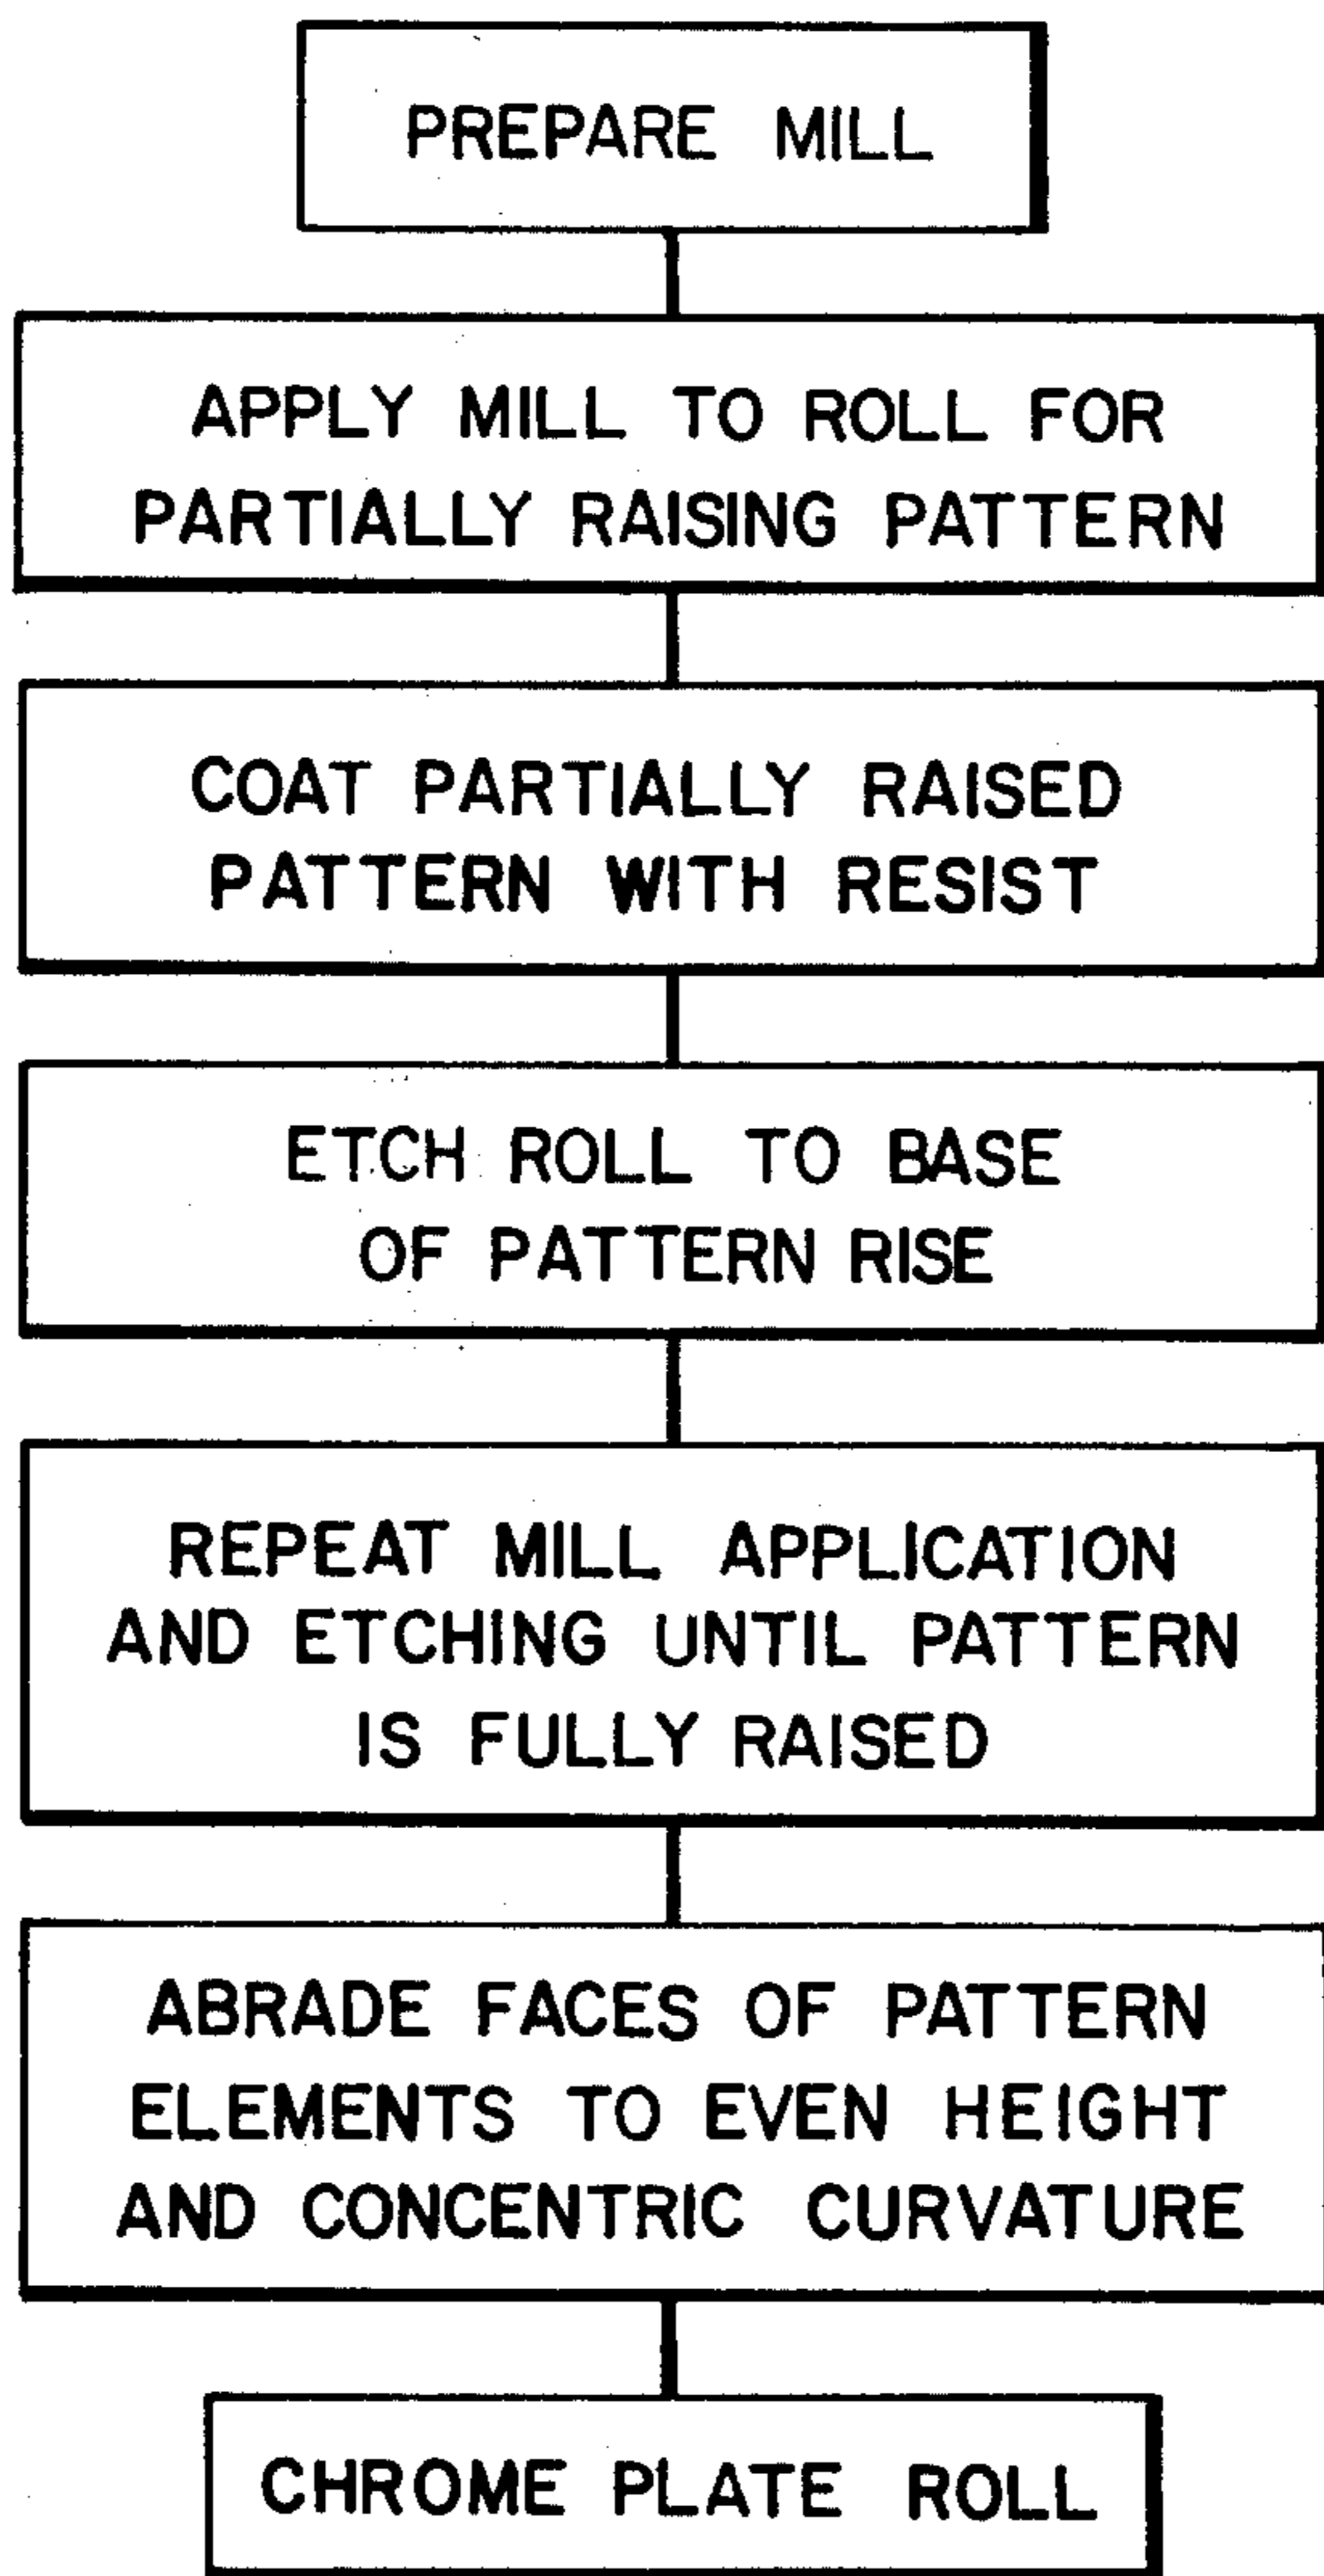 PREPARE MILL
APPLY MILL TO ROLL FOR
PARTIALLY RAISING PATTERN
COAT PARTIALLY RAISED
PATTERN WITH RESIST
ETCH ROLL TO BASE
OF PATTERN RISE
REPEAT MILL APPLICATION
AND ETCHING UNTIL PATTERN
IS FULLY RAISED
ABRADE FACES OF PATTERN
ELEMENTS TO EVEN HEIGHT
AND CONCENTRIC CURVATURE
CHROME PLATE ROLL